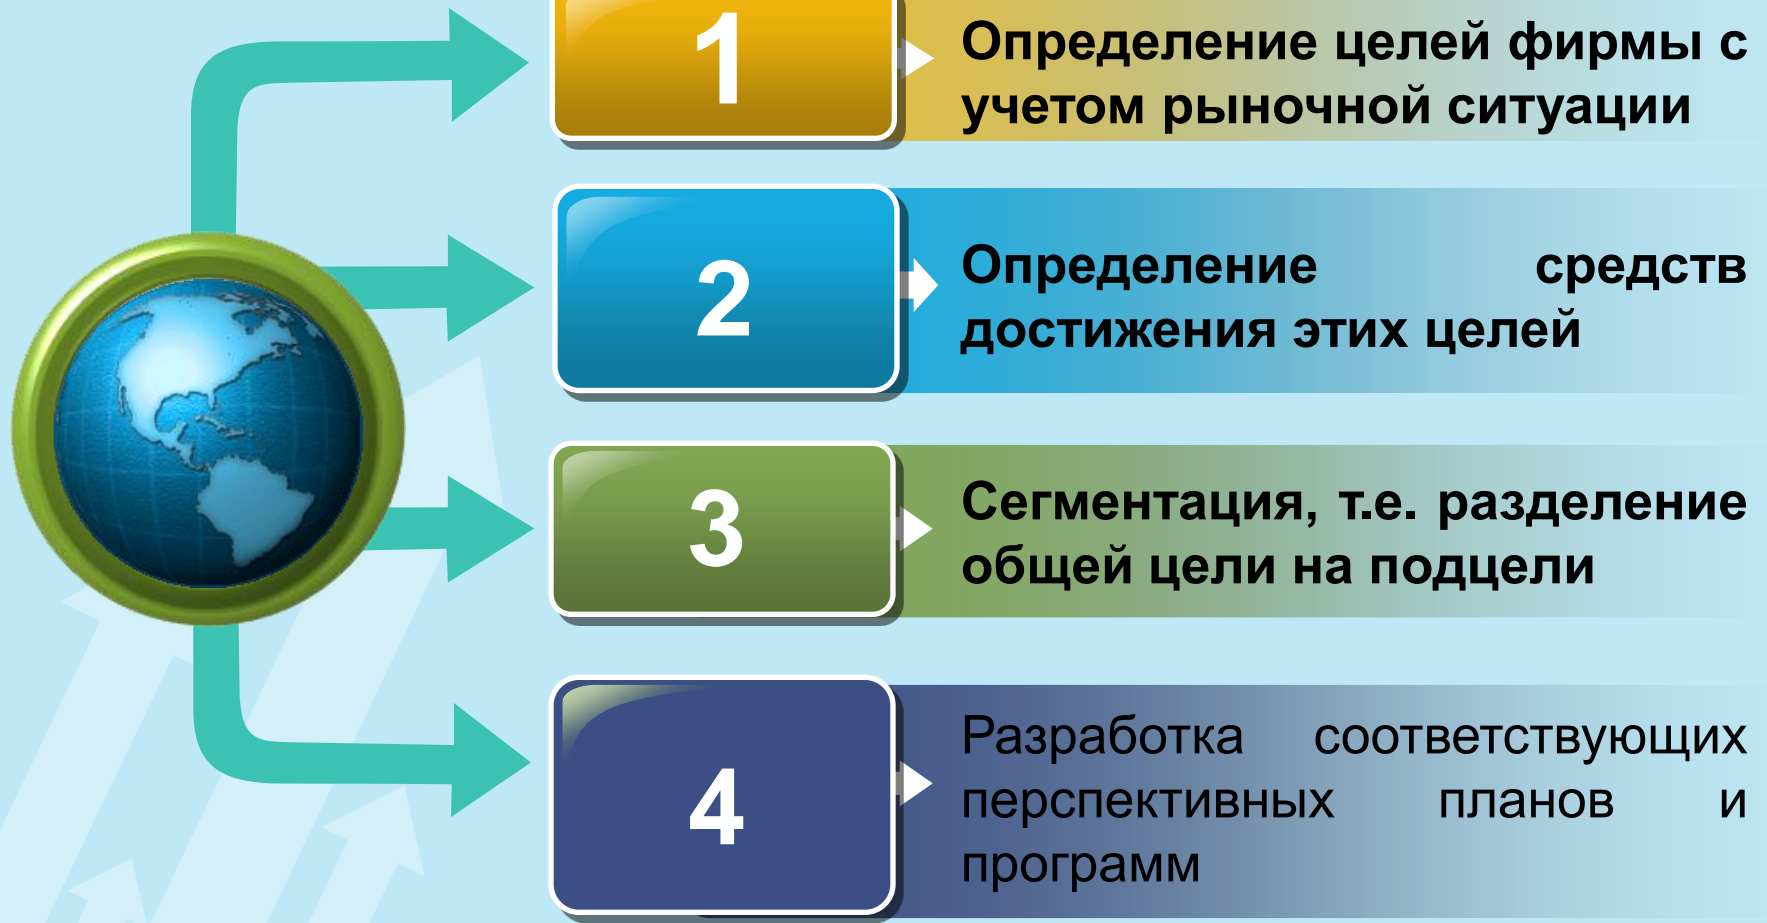 1
Определение целей фирмы с
учетом рыночной ситуации
2
Определение средств
достижения этих целей
3
Сегментация, т.е. разделение
общей цели на подцели
4
Разработка соответствующих
перспективных планов и
программ